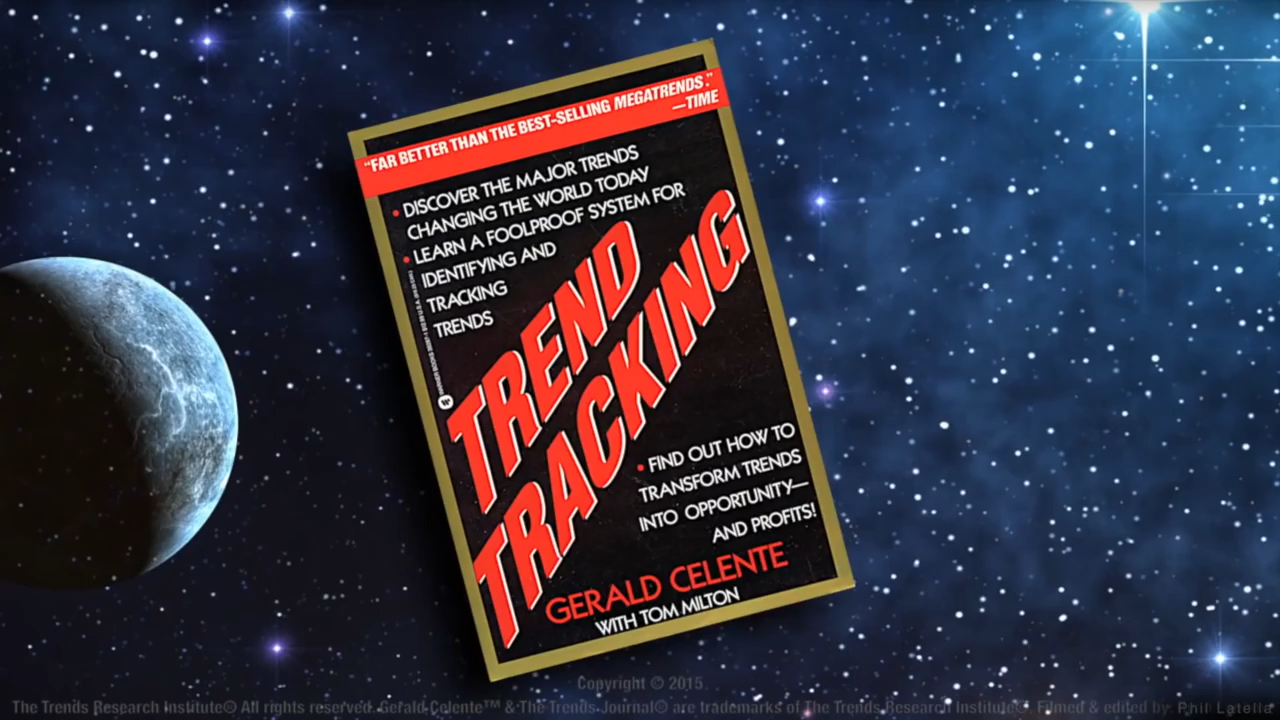 “FAR BETTER THAN THE BEST-SELLING MEGATRENDS.”
—TIME
• DISCOVER THE MAJOR TRENDS
CHANGING THE WORLD TODAY
• LEARN A FOOLPROOF SYSTEM FOR
IDENTIFYING AND
TRACKING
TRENDS
TREND
TRACKING
• FIND OUT HOW TO
TRANSFORM TRENDS
INTO OPPORTUNITY—
AND PROFITS!
GERALD CELENTE
WITH TOM MILTON
Copyright © 2015.
The Trends Research Institute© All rights reserved. Gerald Celente™ & The Trends Journal© are trademarks of The Trends Research Institute©. Filmed & edited by: Phil Latella